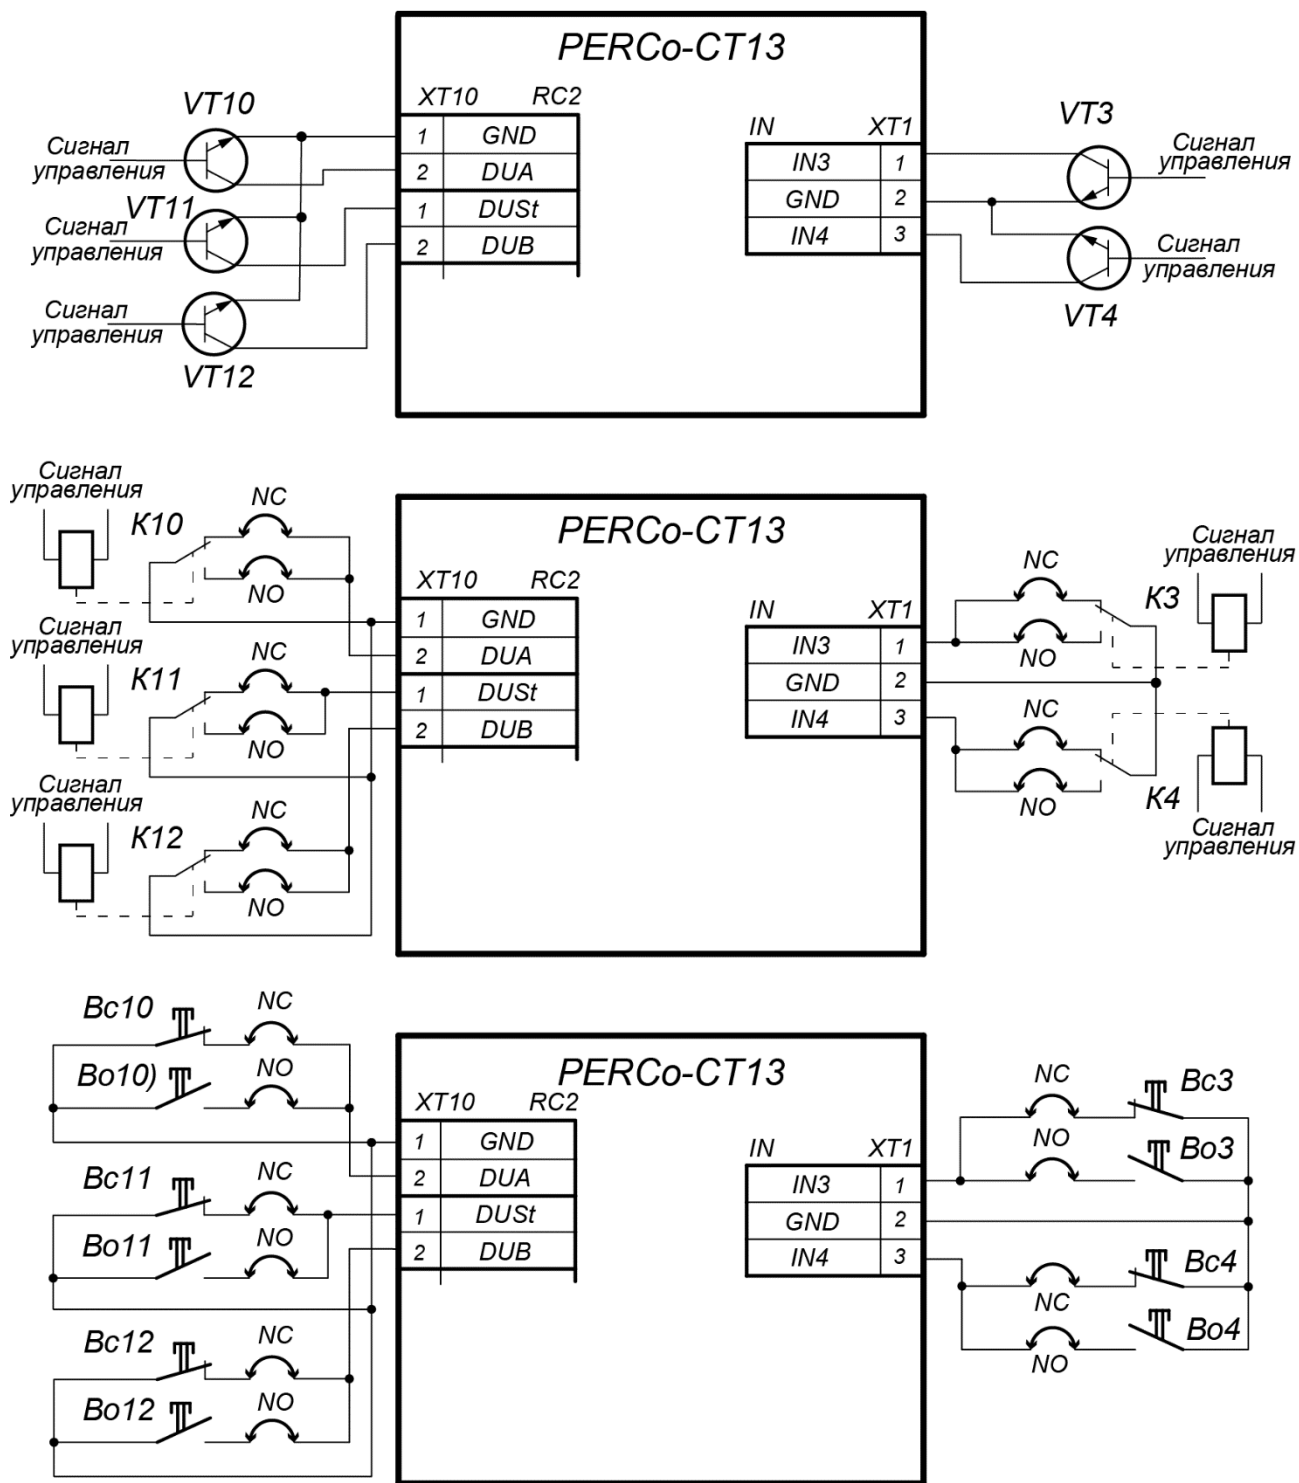 PERCo-CT13
XT10 RC2
1 GND
2 DUA
1 DUSt
2 DUB
VT10
Сигнал
управления
VT11
Сигнал
управления
Сигнал
управления
VT12
IN XT1
IN3 1
GND 2
IN4 3
VT3
Сигнал
управления
Сигнал
управления
VT4
PERCo-CT13
XT10 RC2
1 GND
2 DUA
1 DUSt
2 DUB
Сигнал
управления
К10
NC
NO
Сигнал
управления
К11
NC
NO
Сигнал
управления
К12
NC
NO
IN XT1
IN3 1
GND 2
IN4 3
NC
NO
К3
Сигнал
управления
NC
NO
К4
Сигнал
управления
PERCo-CT13
XT10 RC2
1 GND
2 DUA
1 DUSt
2 DUB
Bc10
NC
Bo10)
NO
Bc11
NC
Bo11
NO
Bc12
NC
Bo12
NO
IN XT1
IN3 1
GND 2
IN4 3
NC
Bc3
NO
Bo3
Bc4
NC
Bo4
NO